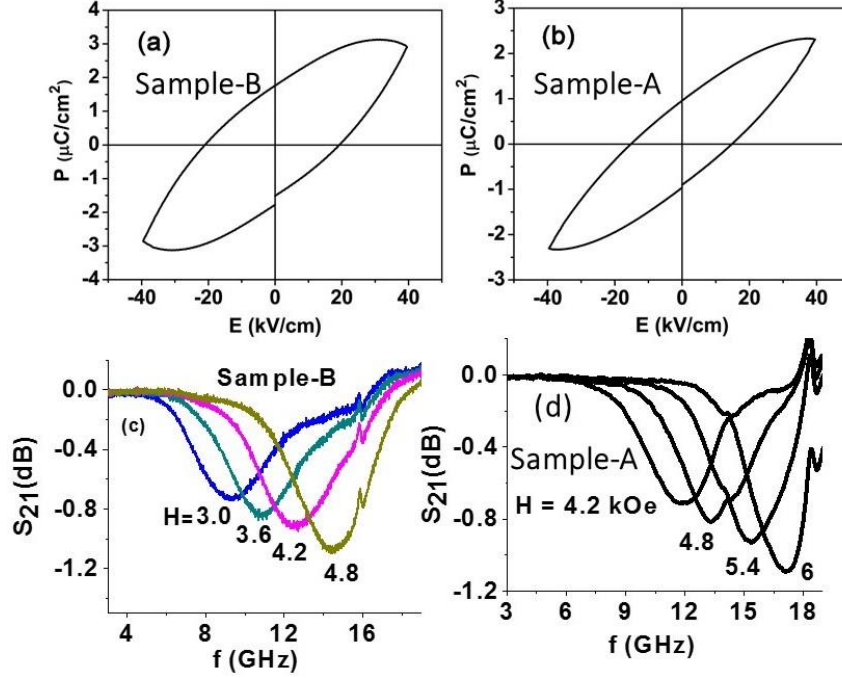 (a)
Sample-B
P (μC/cm²)
4
3
2
1
0
-1
-2
-3
-4
-40 -20 0 20 40
E (kV/cm)
(b)
Sample-A
P (μC/cm²)
3
2
1
0
-1
-2
3
-40 -20 0 20 40
E (kV/cm)
Sample-B
(c)
S21(dB)
0.0
-0.4
-0.8
-1.2
H= 3.0
3.6
4.2
4.8
4 8 12 16
f (GHz)
(d)
Sample-A
H = 4.2 kOe
4.8
5.4
6
S21(dB)
0.0
-0.4
-0.8
-1.2
3 6 9 12 15 18
f (GHz)